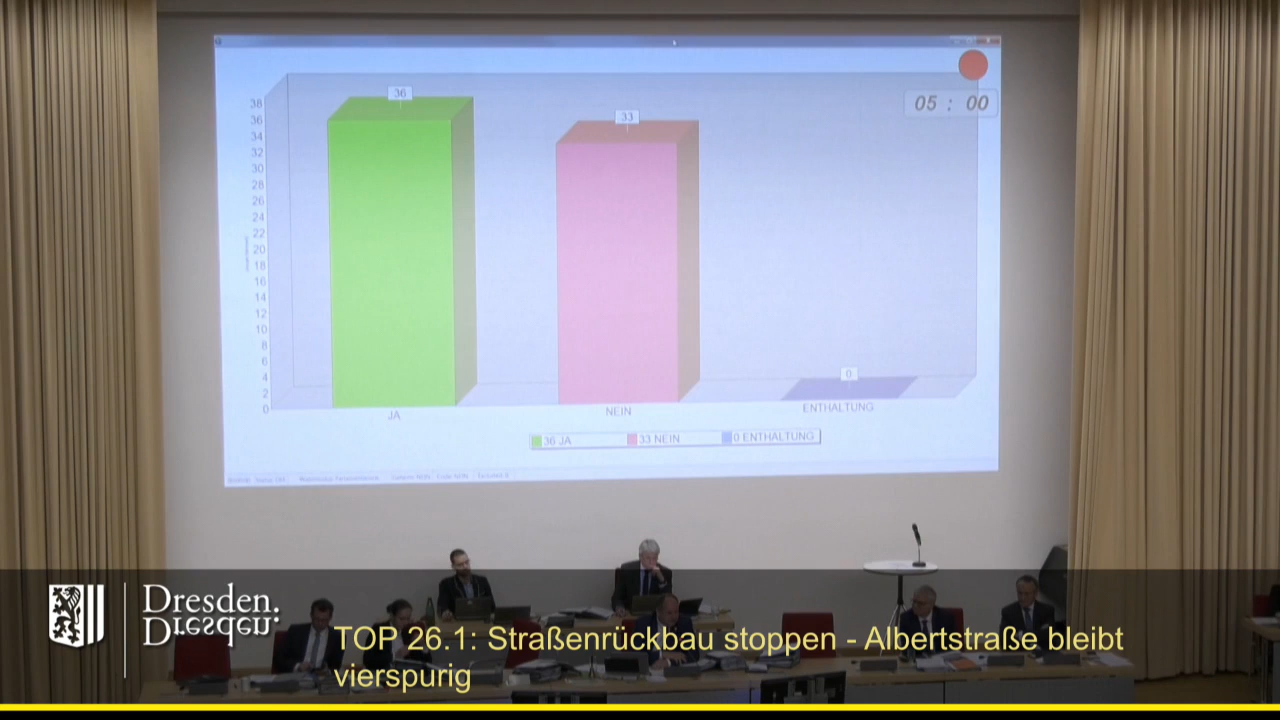 36
33
0
05 : 00
38
36
34
32
30
28
26
24
22
20
18
16
14
12
10
8
6
4
2
0
JA
NEIN
ENTHALTUNG
36 JA
33 NEIN
0 ENTHALTUNG
Dresden.
Dresden.
TOP 26.1: Straßenrückbau stoppen - Albertstraße bleibt
vierspurig